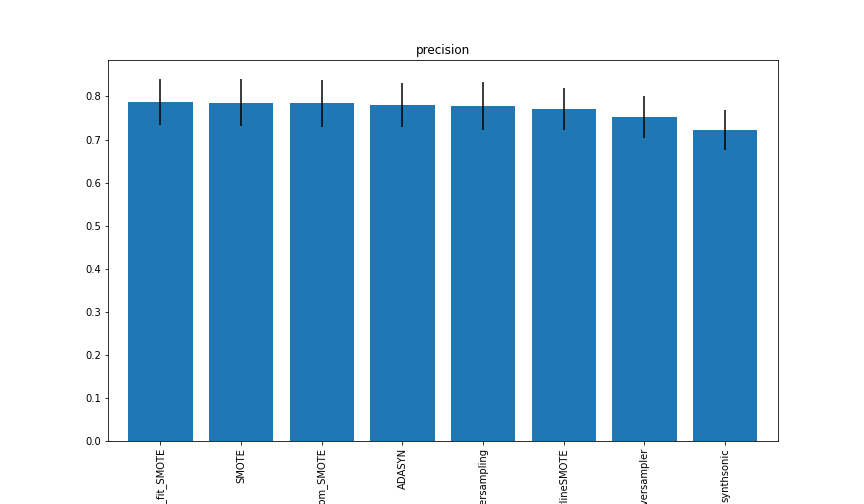 precision
0.8
0.7
0.6
0.5
0.4
0.3
0.2
0.1
0.0
_fit_SMOTE
SMOTE
om_SMOTE
ADASYN
ersampling
lineSMOTE
versampler
synthsonic